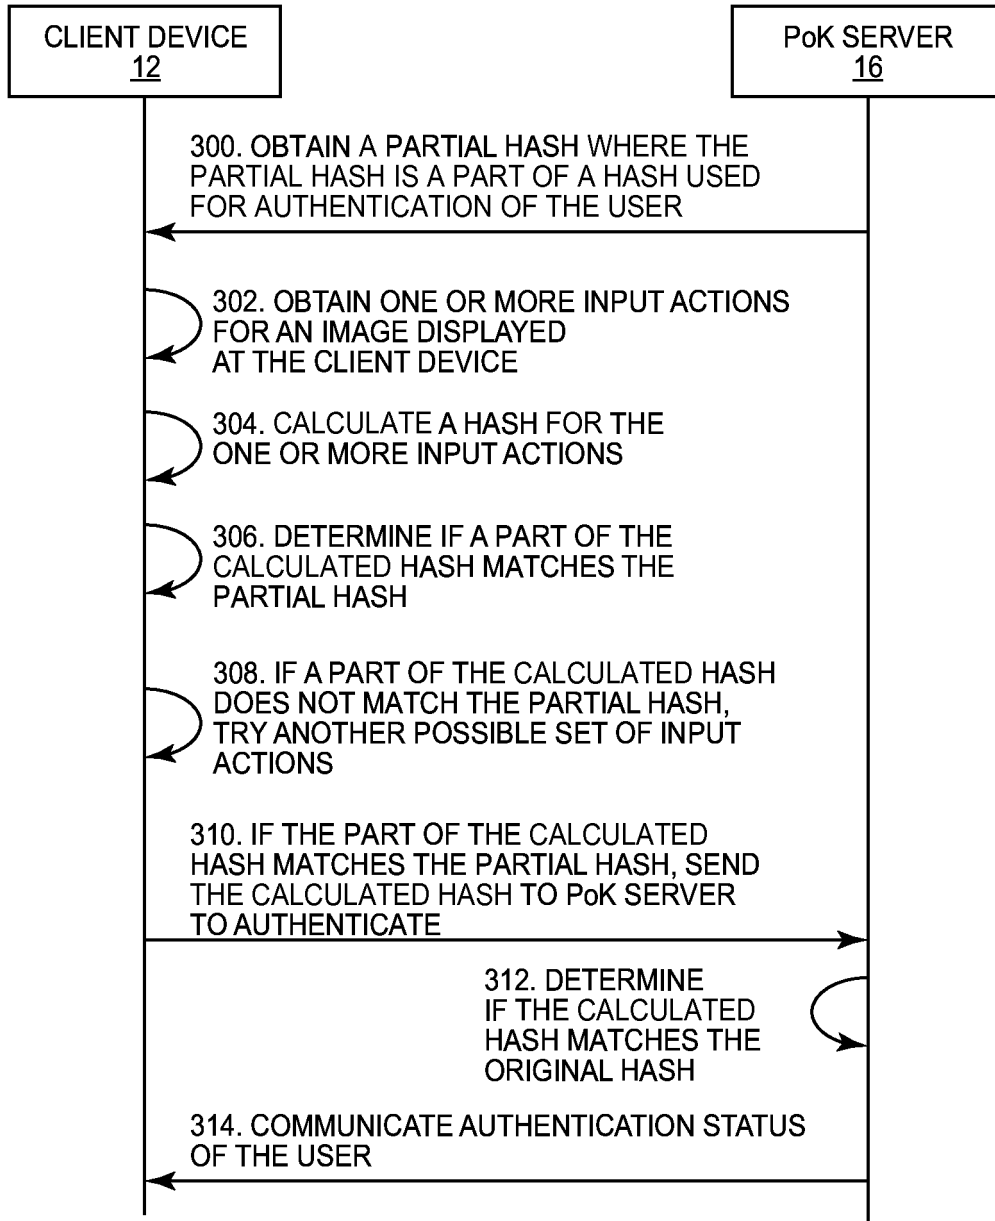 CLIENT DEVICE
12
PoK SERVER
16
300. OBTAIN A PARTIAL HASH WHERE THE
PARTIAL HASH IS A PART OF A HASH USED
FOR AUTHENTICATION OF THE USER
302. OBTAIN ONE OR MORE INPUT ACTIONS
FOR AN IMAGE DISPLAYED
AT THE CLIENT DEVICE
304. CALCULATE A HASH FOR THE
ONE OR MORE INPUT ACTIONS
306. DETERMINE IF A PART OF THE
CALCULATED HASH MATCHES THE
PARTIAL HASH
308. IF A PART OF THE CALCULATED HASH
DOES NOT MATCH THE PARTIAL HASH,
TRY ANOTHER POSSIBLE SET OF INPUT
ACTIONS
310. IF THE PART OF THE CALCULATED
HASH MATCHES THE PARTIAL HASH, SEND
THE CALCULATED HASH TO PoK SERVER
TO AUTHENTICATE
312. DETERMINE
IF THE CALCULATED
HASH MATCHES THE
ORIGINAL HASH
314. COMMUNICATE AUTHENTICATION STATUS
OF THE USER